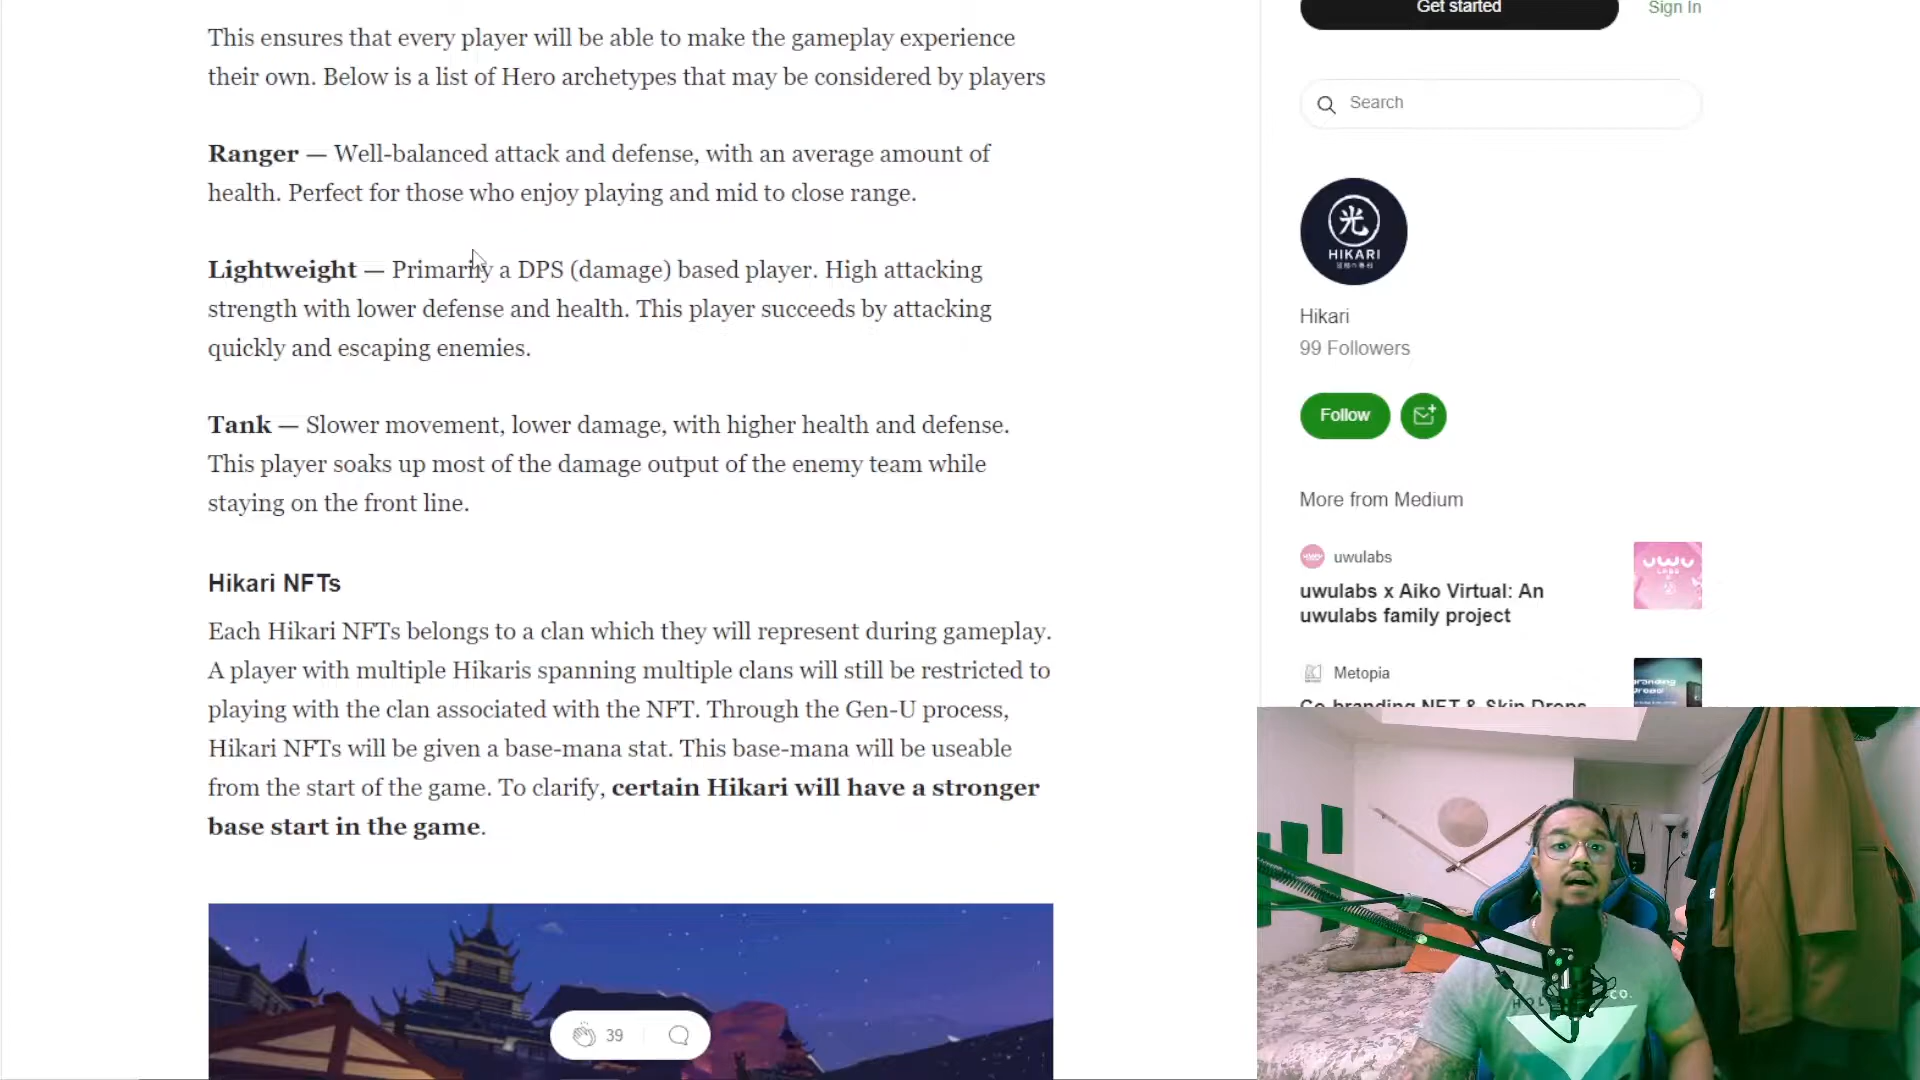 This ensures that every player will be able to make the gameplay experience
their own. Below is a list of Hero archetypes that may be considered by players
Ranger — Well-balanced attack and defense, with an average amount of
health. Perfect for those who enjoy playing and mid to close range.
Lightweight — Primarily a DPS (damage) based player. High attacking
strength with lower defense and health. This player succeeds by attacking
quickly and escaping enemies.
Tank — Slower movement, lower damage, with higher health and defense.
This player soaks up most of the damage output of the enemy team while
staying on the front line.
Hikari NFTs
Each Hikari NFTs belongs to a clan which they will represent during gameplay.
A player with multiple Hikaris spanning multiple clans will still be restricted to
playing with the clan associated with the NFT. Through the Gen-U process,
Hikari NFTs will be given a base-mana stat. This base-mana will be useable
from the start of the game. To clarify, certain Hikari will have a stronger
base start in the game.
39
Get started
Sign In
Search
光
HIKARI
Hikari
99 Followers
Follow
More from Medium
uwulabs
uwulabs x Aiko Virtual: An
uwulabs family project
UWU
LABS
Metopia
Co-branding NFT & Skin Drops
CO.